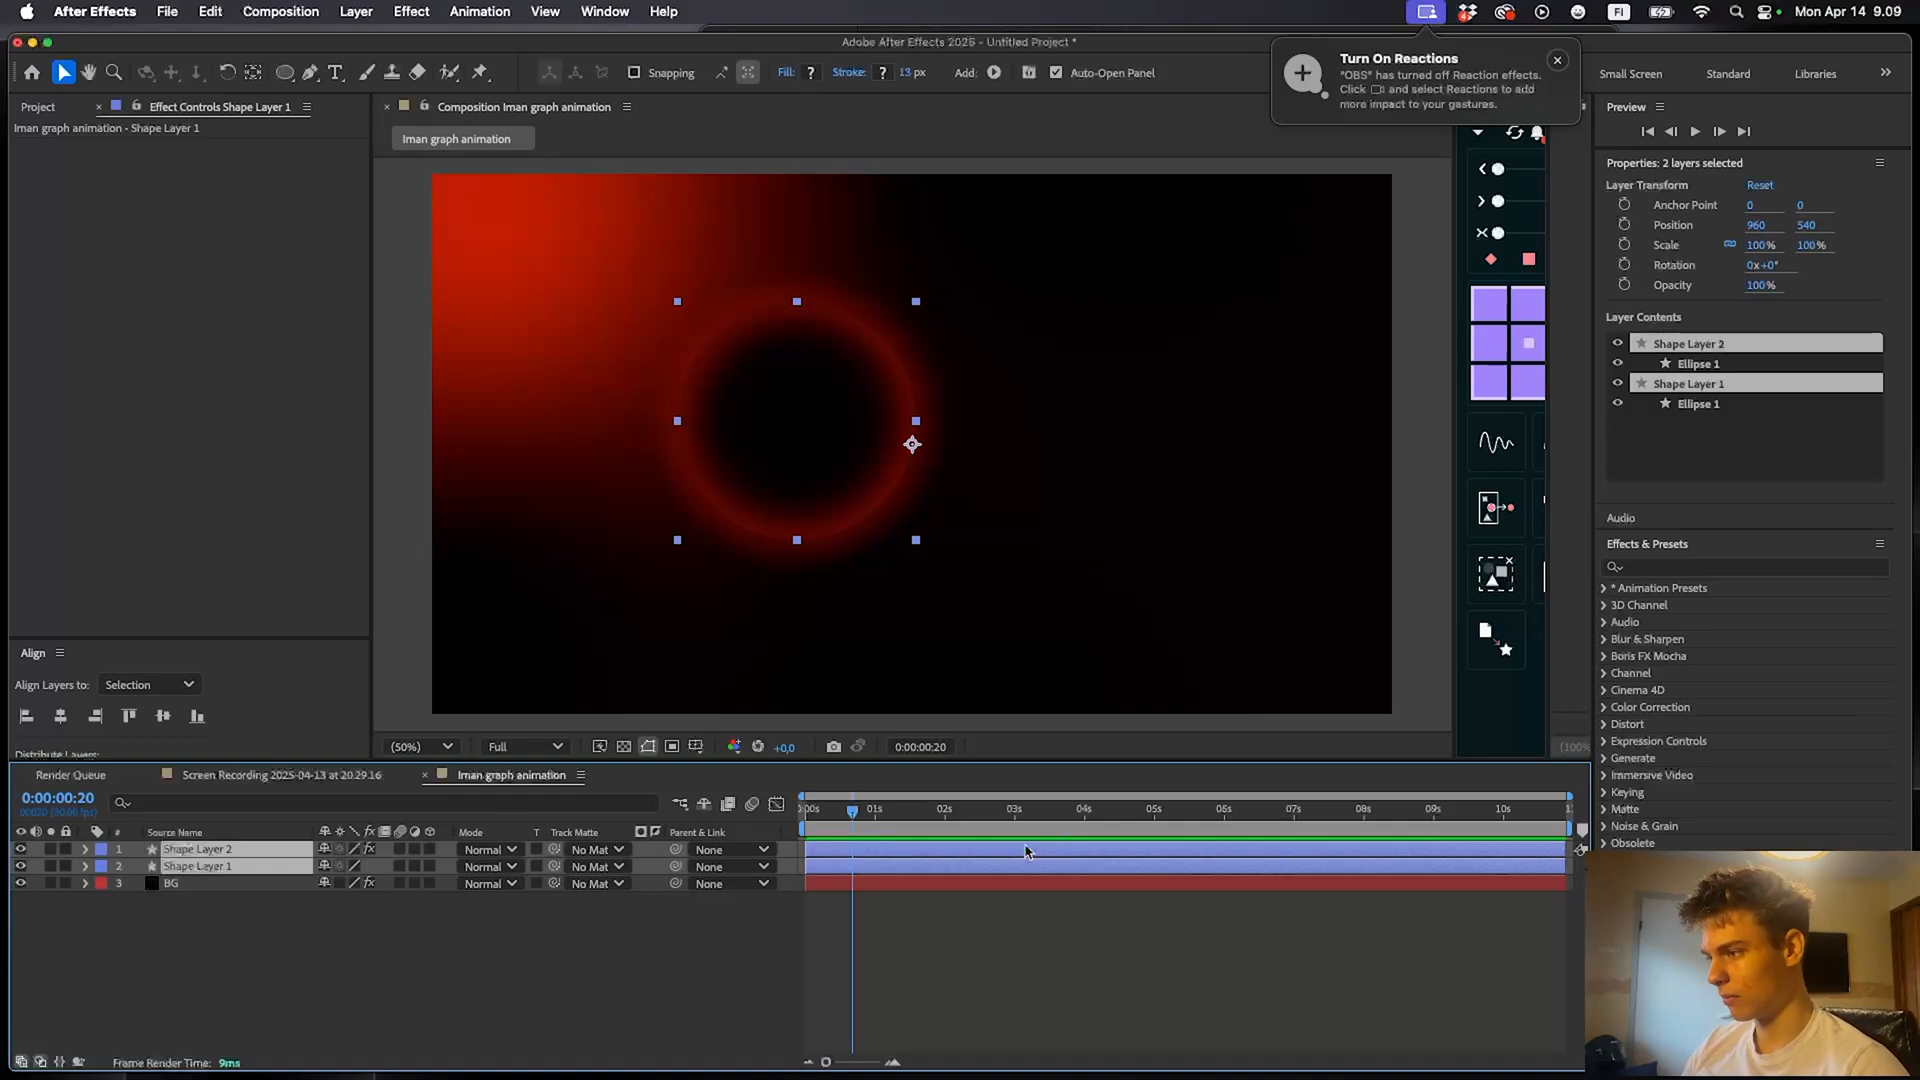 After Effects File Edit Composition Layer Effect Animation View Window Help
FI Mon Apr 14 9.09
Adobe After Effects 2025 - Untitled Project *
Turn On Reactions
"OBS" has turned off Reaction effects.
Click and select Reactions to add
more impact to your gestures.
Snapping Fill: ? Stroke: ? 13 px Add: Auto-Open Panel
Small Screen Standard Libraries
Project Effect Controls Shape Layer 1
Iman graph animation - Shape Layer 1
Composition Iman graph animation
Iman graph animation
Preview
Properties: 2 layers selected
Layer Transform Reset
Anchor Point 0 0
Position 960 540
Scale 100% 100%
Rotation 0x+0°
Opacity 100%
Layer Contents
Shape Layer 2
Ellipse 1
Shape Layer 1
Ellipse 1
Audio
Effects & Presets
* Animation Presets
3D Channel
Audio
Blur & Sharpen
Boris FX Mocha
Channel
Cinema 4D
Color Correction
Distort
Expression Controls
Generate
Immersive Video
Keying
Matte
Noise & Grain
Obsolete
Align
Align Layers to: Selection
Distribute Layers:
(50%) Full +0,0 0:00:00:20
(100%
Render Queue Screen Recording 2025-04-13 at 20.29.16 Iman graph animation
0:00:00:20
00020 (30.00 fps)
:00s 01s 02s 03s 04s 05s 06s 07s 08s 09s 10s
# Source Name Mode T Track Matte Parent & Link
1 Shape Layer 2 Normal No Mat None
2 Shape Layer 1 Normal No Mat None
3 BG Normal No Mat None
Frame Render Time: 9ms